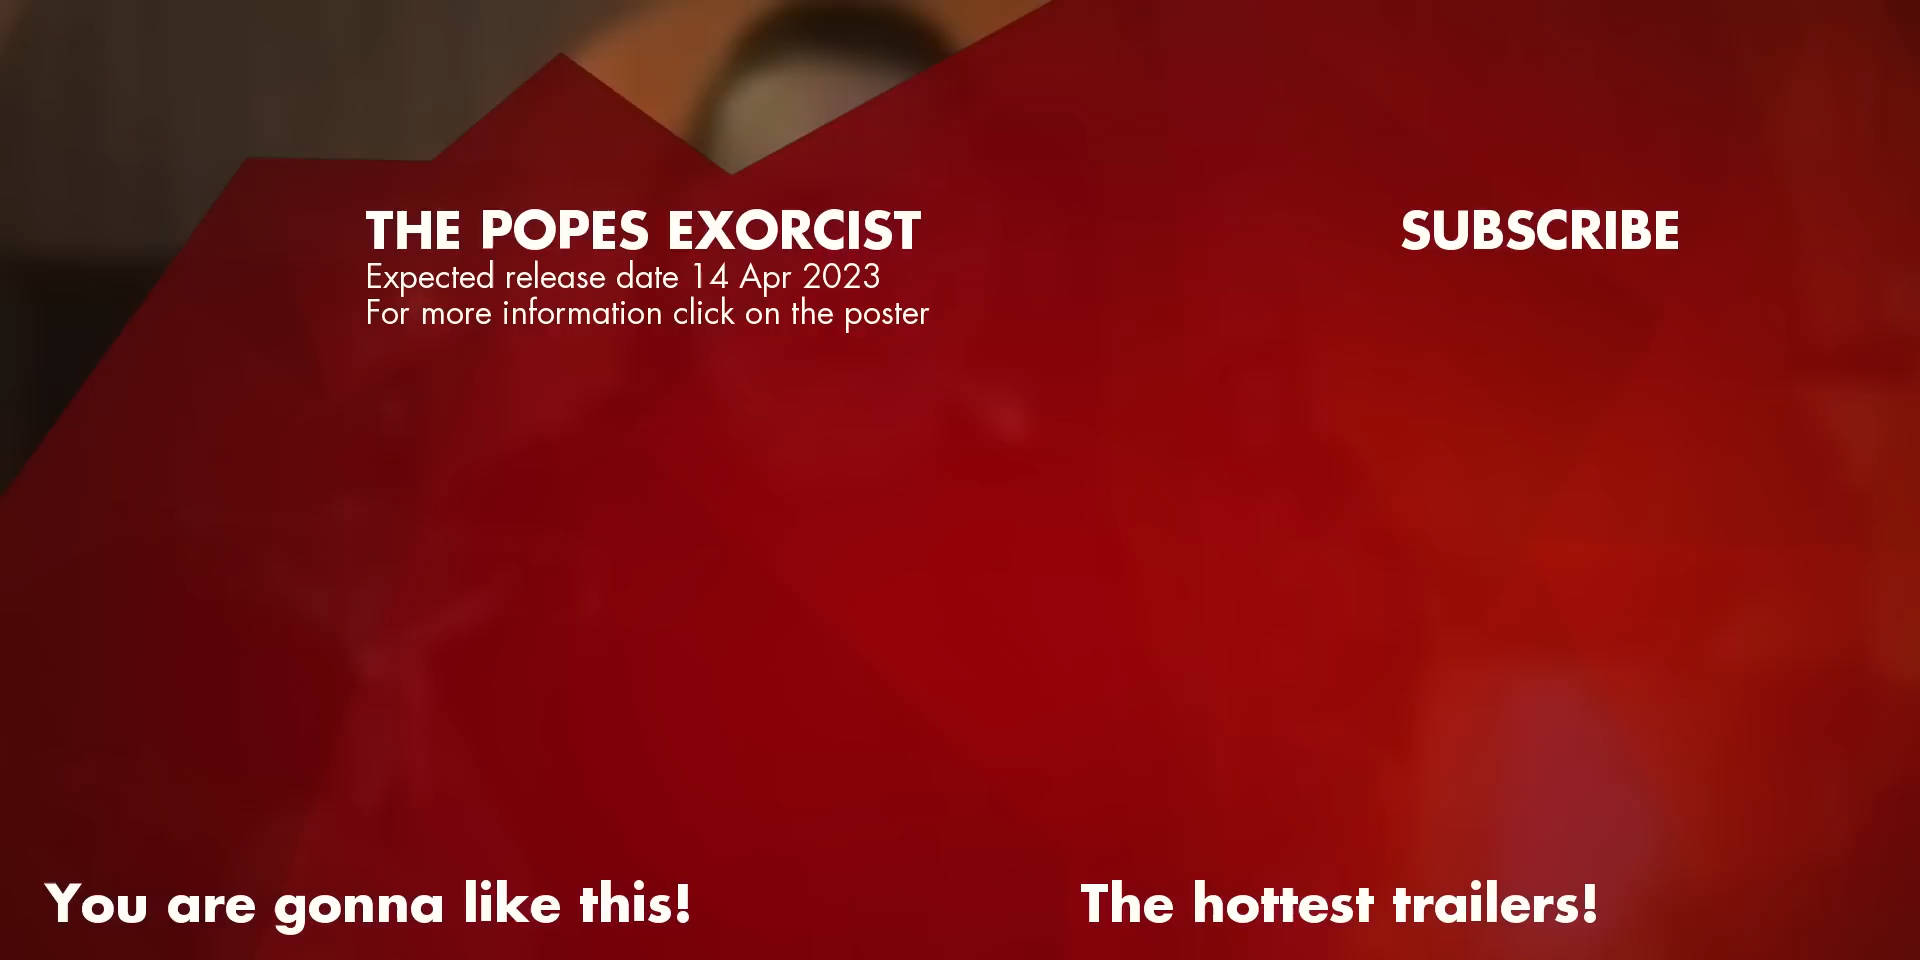 THE POPES EXORCIST
Expected release date 14 Apr 2023
For more information click on the poster
SUBSCRIBE
You are gonna like this!
The hottest trailers!